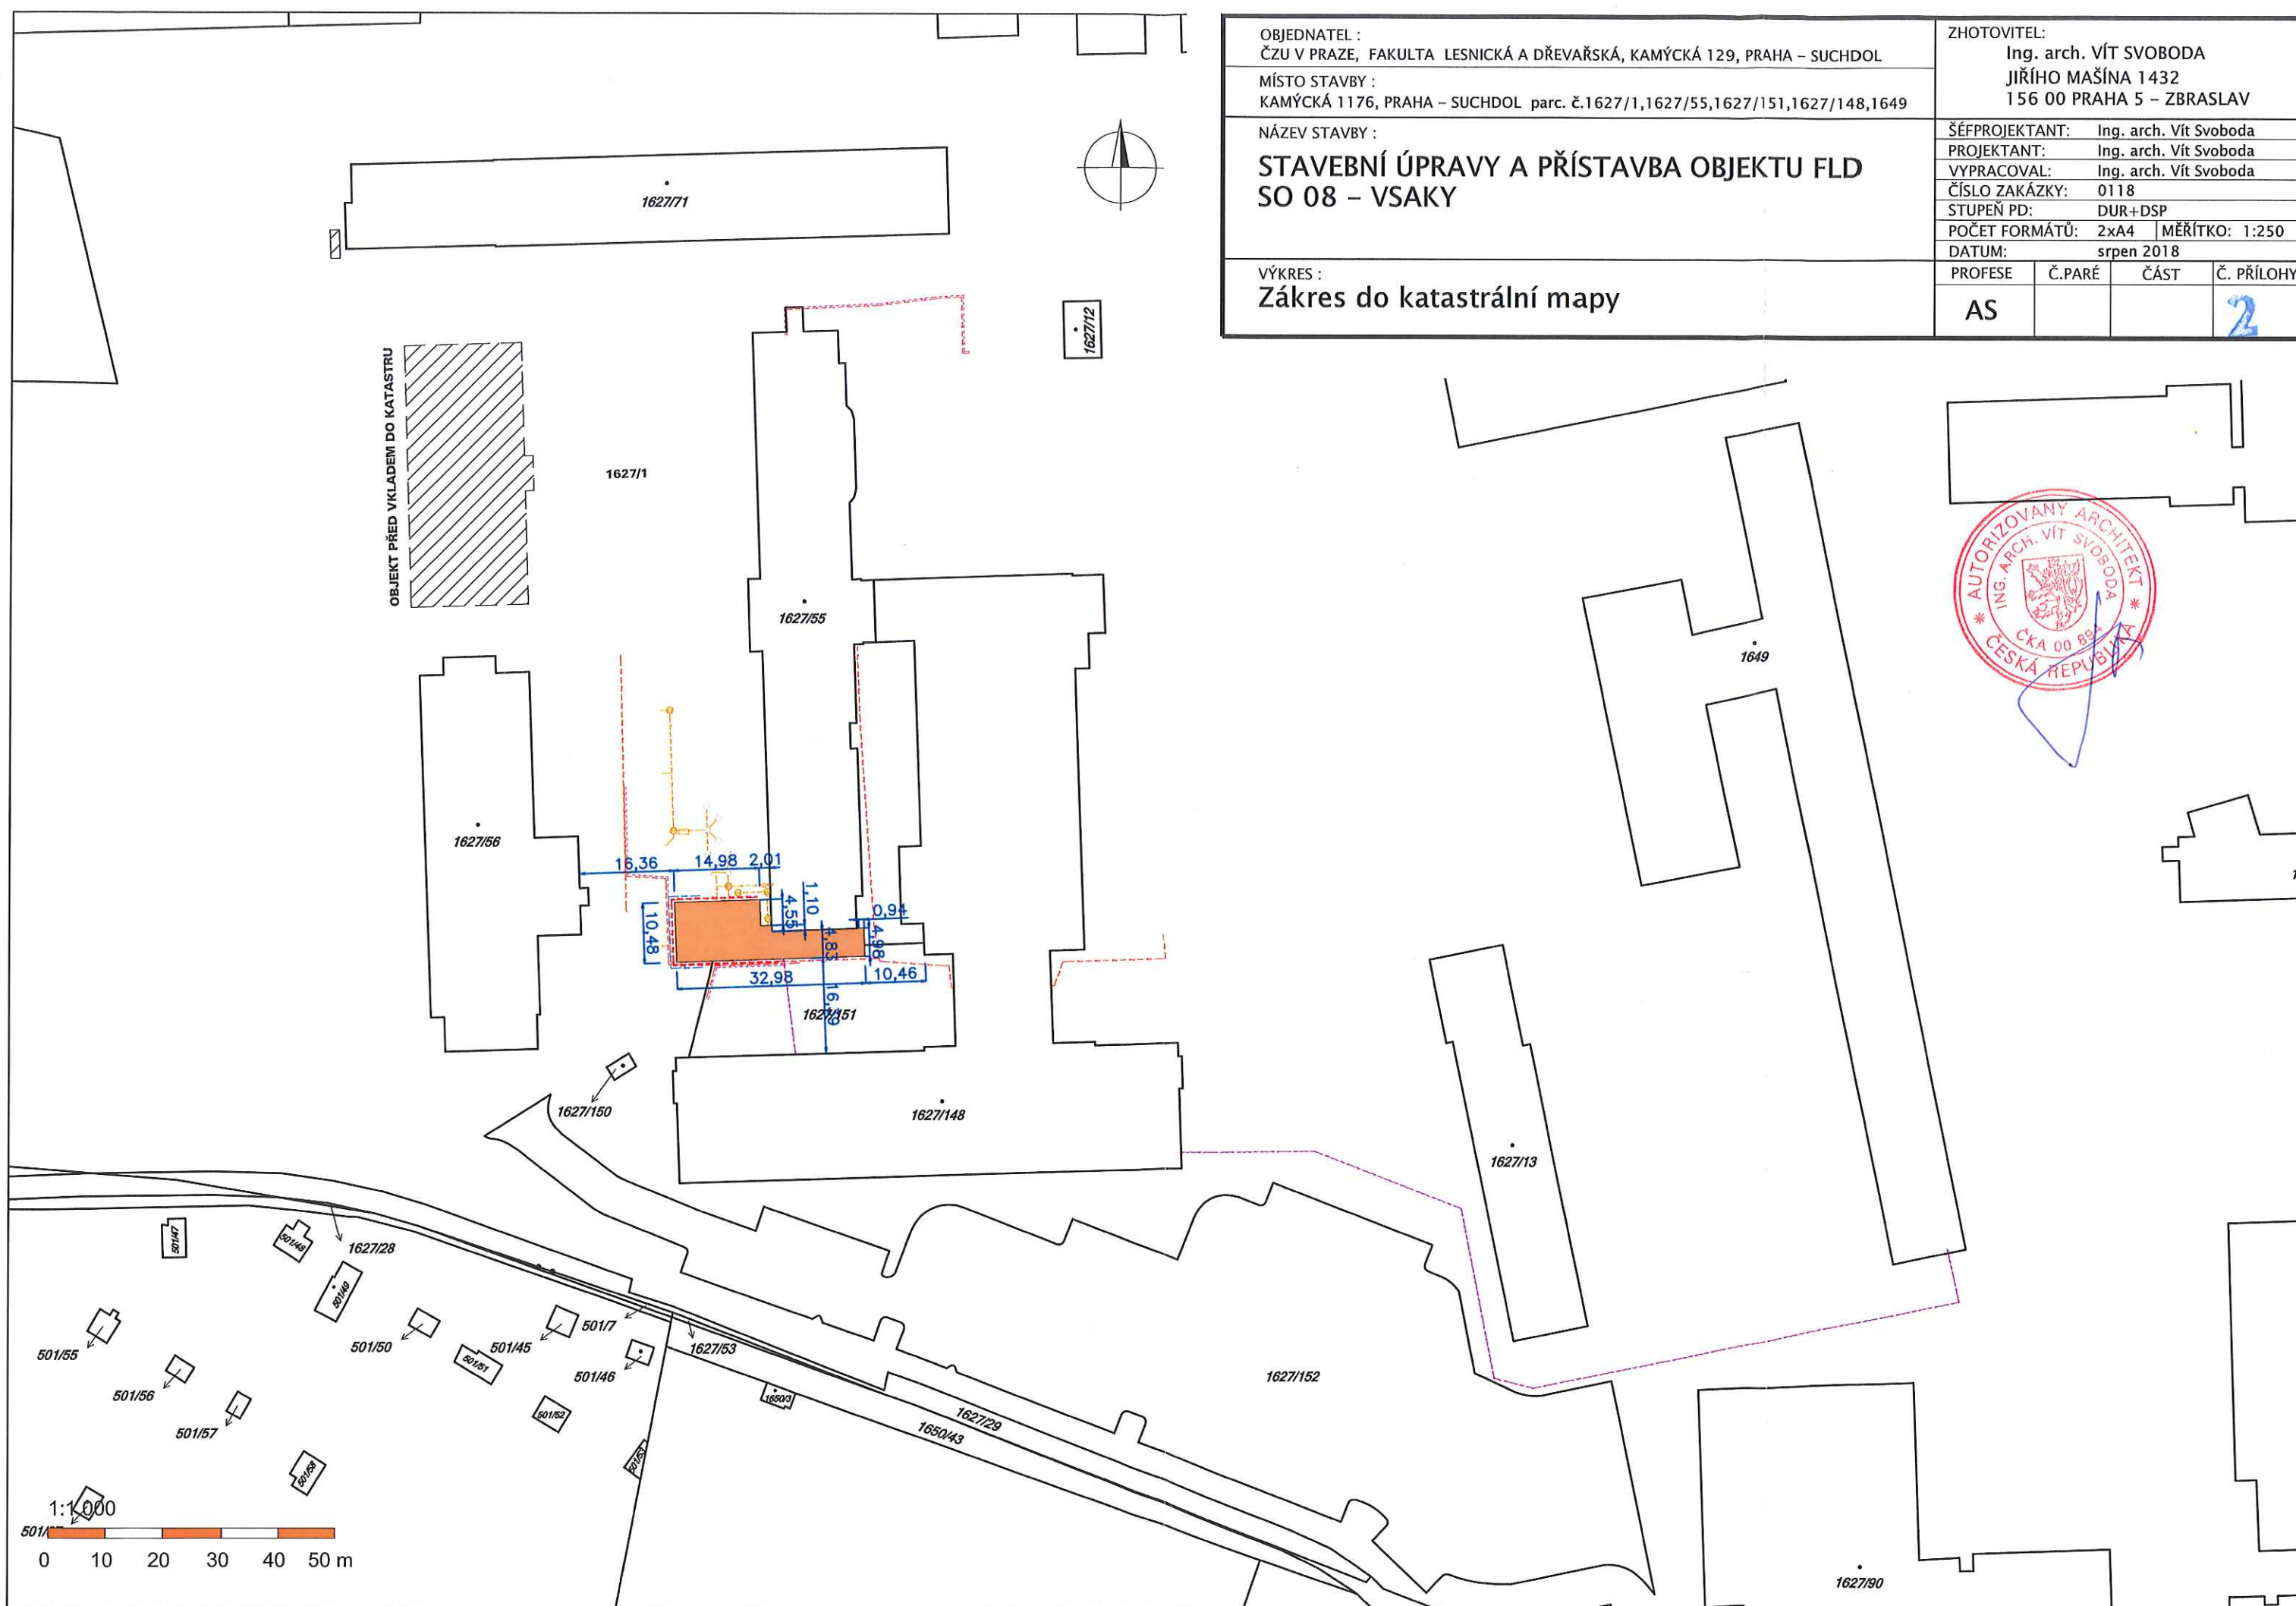 OBJEDNATEL :
ČZU V PRAZE, FAKULTA LESNICKÁ A DŘEVAŘSKÁ, KAMÝCKÁ 129, PRAHA – SUCHDOL
MÍSTO STAVBY :
KAMÝCKÁ 1176, PRAHA – SUCHDOL parc. č.1627/1,1627/55,1627/151,1627/148,1649
NÁZEV STAVBY :
STAVEBNÍ ÚPRAVY A PŘÍSTAVBA OBJEKTU FLD
SO 08 – VSAKY
VÝKRES :
Zákres do katastrální mapy
ZHOTOVITEL:
Ing. arch. VÍT SVOBODA
JIŘÍHO MAŠÍNA 1432
156 00 PRAHA 5 – ZBRASLAV
ŠÉFPROJEKTANT: Ing. arch. Vít Svoboda
PROJEKTANT: Ing. arch. Vít Svoboda
VYPRACOVAL: Ing. arch. Vít Svoboda
ČÍSLO ZAKÁZKY: 0118
STUPEŇ PD: DUR+DSP
POČET FORMÁTŮ: 2xA4 MĚŘÍTKO: 1:250
DATUM: srpen 2018
PROFESE Č.PARÉ ČÁST Č. PŘÍLOHY
AS 2
1627/71
1627/12
OBJEKT PŘED VKLADEM DO KATASTRU
1627/1
1627/55
1649
AUTORIZOVANÝ ARCHITEKT
ING. ARCH. VÍT SVOBODA
ČKA 00 894
ČESKÁ REPUBLIKA
1627/56
16,36 14,98 2,01
1,10
4,55
0,94
10,48
4,83
4,98
32,98 10,46
1627/151
1627/150
1627/148
1627/13
501/47
501/48
1627/28
501/49
501/55
501/50
501/45
501/7
501/51
501/46
1627/53
501/56
501/57
501/52
1650/3
1627/29
1650/43
1627/152
501/58
501/53
1:1 000
0 10 20 30 40 50 m
1627/90